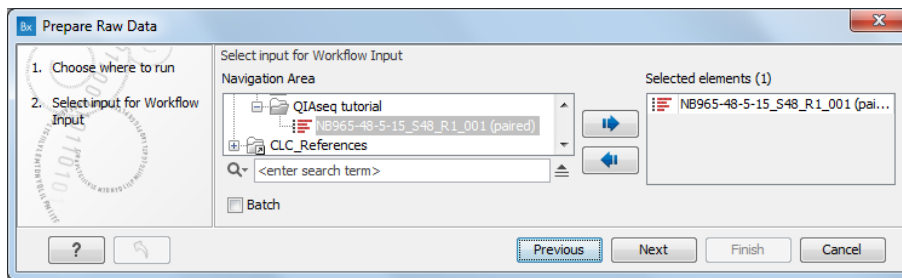 Bx Prepare Raw Data
1. Choose where to run
2. Select input for Workflow
Input
Select input for Workflow Input
Navigation Area
QIAseq tutorial
NB965-48-5-15_S48_R1_001 (paired)
CLC_References
<enter search term>
Batch
Selected elements (1)
NB965-48-5-15_S48_R1_001 (pai...
?
Previous
Next
Finish
Cancel